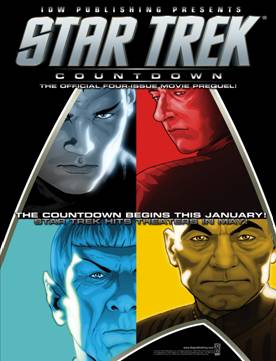 IDW PUBLISHING PRESENTS
STAR TREK
COUNTDOWN
THE OFFICIAL FOUR-ISSUE MOVIE PREQUEL!
THE COUNTDOWN BEGINS THIS JANUARY!
STAR TREK HITS THEATERS IN MAY!